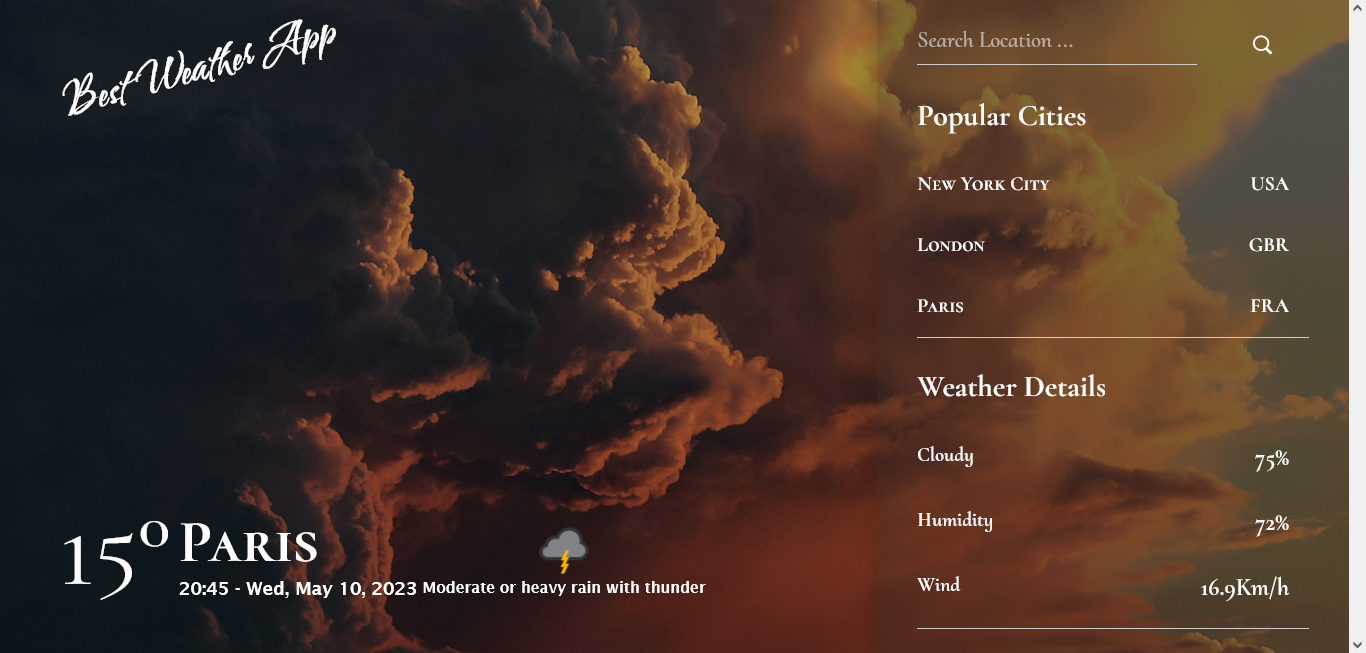 Best Weather App
Search Location ...
Popular Cities
New York City USA
London GBR
Paris FRA
Weather Details
Cloudy 75%
Humidity 72%
Wind 16.9Km/h
15° Paris
20:45 - Wed, May 10, 2023 Moderate or heavy rain with thunder